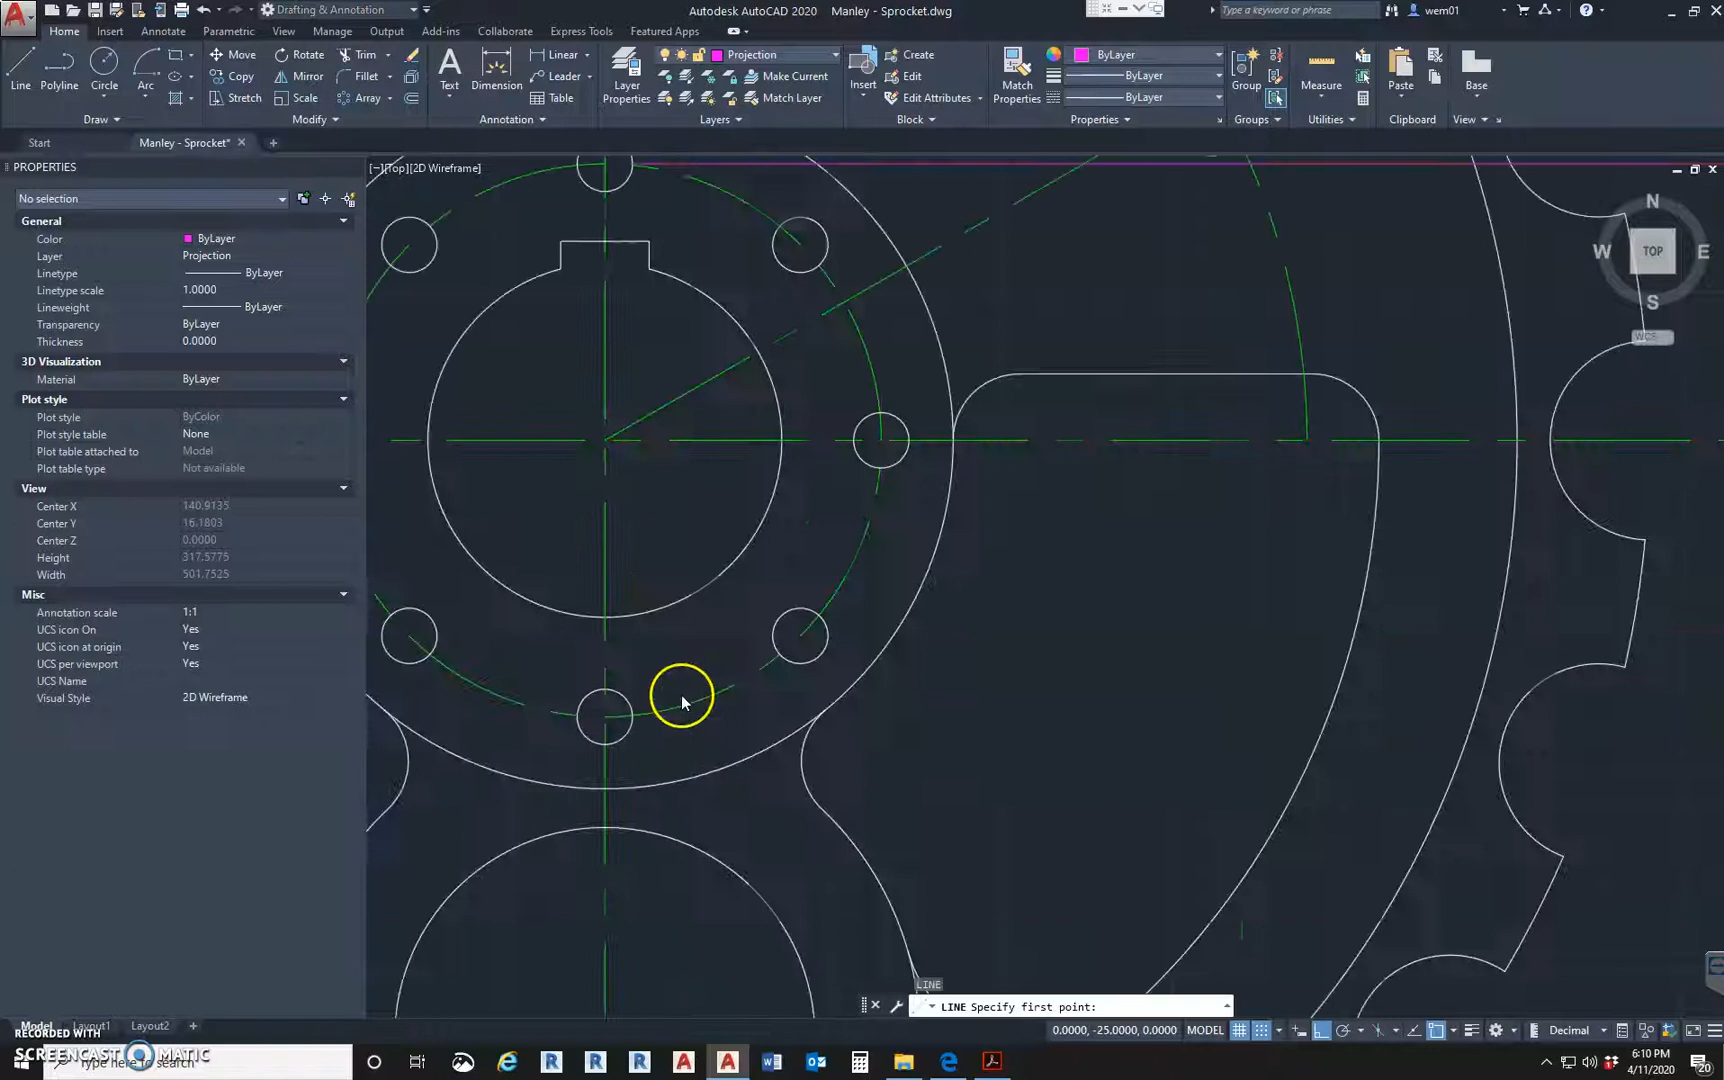 Drafting & Annotation
Autodesk AutoCAD 2020 Manley - Sprocket.dwg
Type a keyword or phrase
wem01
Home Insert Annotate Parametric View Manage Output Add-ins Collaborate Express Tools Featured Apps
Move Rotate Trim
Linear
Projection
Create
ByLayer
Copy Mirror Fillet
Leader
Make Current
Edit
ByLayer
Line Polyline Circle Arc
Text Dimension
Layer Properties
Insert
Match Properties
Group
Measure
Paste
Base
Stretch Scale Array
Table
Match Layer
Edit Attributes
ByLayer
Draw Modify Annotation Layers Block Properties Groups Utilities Clipboard View
Start Manley - Sprocket*
PROPERTIES
[−][Top][2D Wireframe]
No selection
General
Color ByLayer
Layer Projection
Linetype ByLayer
Linetype scale 1.0000
Lineweight ByLayer
Transparency ByLayer
Thickness 0.0000
3D Visualization
Material ByLayer
Plot style
Plot style ByColor
Plot style table None
Plot table attached to Model
Plot table type Not available
View
Center X 140.9135
Center Y 16.1803
Center Z 0.0000
Height 317.5775
Width 501.7525
Misc
Annotation scale 1:1
UCS icon On Yes
UCS icon at origin Yes
UCS per viewport Yes
UCS Name
Visual Style 2D Wireframe
N
W TOP E
S
WCS
LINE
LINE Specify first point:
Model Layout1 Layout2
0.0000, -25.0000, 0.0000 MODEL
Decimal
RECORDED WITH
SCREENCAST MATIC
Type here to search
6:10 PM
4/11/2020
20